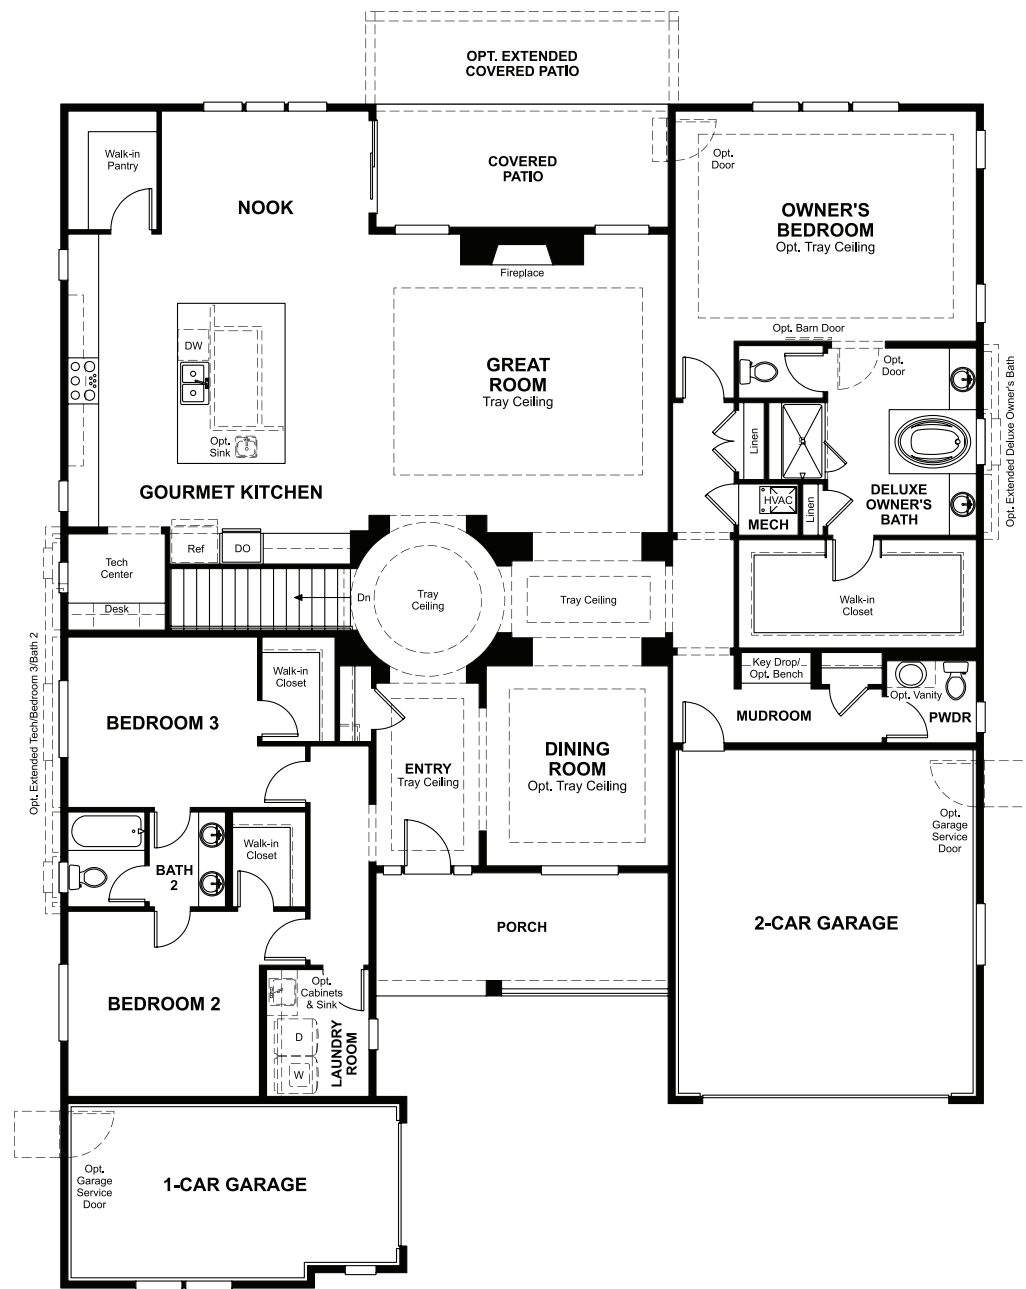 OPT. EXTENDED
COVERED PATIO
COVERED
PATIO
Walk-in
Pantry
NOOK
Opt.
Door
OWNER'S
BEDROOM
Opt. Tray Ceiling
Fireplace
Opt. Barn Door
Opt.
Door
DW
GREAT
ROOM
Tray Ceiling
Opt.
Sink
GOURMET KITCHEN
Linen
HVAC
MECH
Linen
DELUXE
OWNER'S
BATH
Opt. Extended Deluxe Owner's Bath
Ref
DO
Tech
Center
Desk
Dn
Tray
Ceiling
Tray Ceiling
Walk-in
Closet
Opt. Extended Tech/Bedroom 3/Bath 2
Walk-in
Closet
BEDROOM 3
Key Drop/
Opt. Bench
Opt. Vanity
MUDROOM
PWDR
ENTRY
Tray Ceiling
DINING
ROOM
Opt. Tray Ceiling
Opt.
Garage
Service
Door
Walk-in
Closet
BATH
2
PORCH
2-CAR GARAGE
BEDROOM 2
Opt.
Cabinets
& Sink
D
W
LAUNDRY
ROOM
Opt.
Garage
Service
Door
1-CAR GARAGE